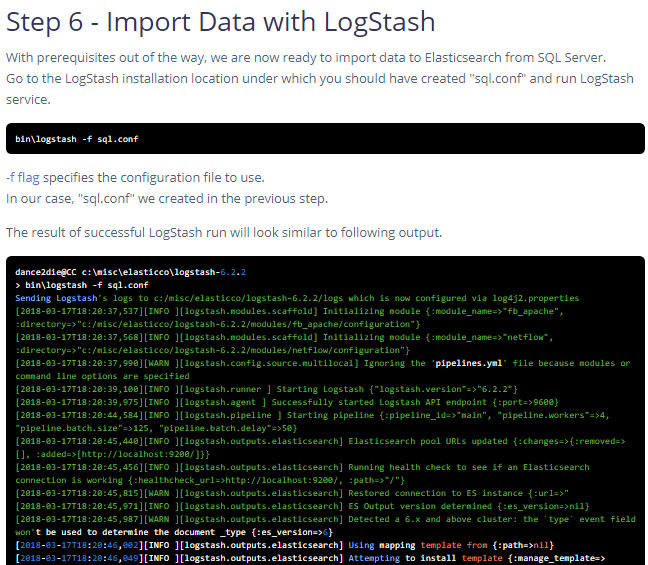 Step 6 - Import Data with LogStash
With prerequisites out of the way, we are now ready to import data to Elasticsearch from SQL Server.
Go to the LogStash installation location under which you should have created "sql.conf" and run LogStash
service.
bin\logstash -f sql.conf
-f flag specifies the configuration file to use.
In our case, "sql.conf" we created in the previous step.
The result of successful LogStash run will look similar to following output.
dance2die@CC c:\misc\elasticco\logstash-6.2.2
> bin\logstash -f sql.conf
Sending Logstash's logs to c:/misc/elasticco/logstash-6.2.2/logs which is now configured via log4j2.properties
[2018-03-17T18:20:37,537][INFO ][logstash.modules.scaffold] Initializing module {:module_name=>"fb_apache",
:directory=>"c:/misc/elasticco/logstash-6.2.2/modules/fb_apache/configuration"}
[2018-03-17T18:20:37,568][INFO ][logstash.modules.scaffold] Initializing module {:module_name=>"netflow",
:directory=>"c:/misc/elasticco/logstash-6.2.2/modules/netflow/configuration"}
[2018-03-17T18:20:37,990][WARN ][logstash.config.source.multilocal] Ignoring the 'pipelines.yml' file because modules or
command line options are specified
[2018-03-17T18:20:39,100][INFO ][logstash.runner ] Starting Logstash {"logstash.version"=>"6.2.2"}
[2018-03-17T18:20:39,975][INFO ][logstash.agent ] Successfully started Logstash API endpoint {:port=>9600}
[2018-03-17T18:20:44,584][INFO ][logstash.pipeline ] Starting pipeline {:pipeline_id=>"main", "pipeline.workers"=>4,
"pipeline.batch.size"=>125, "pipeline.batch.delay"=>50}
[2018-03-17T18:20:45,440][INFO ][logstash.outputs.elasticsearch] Elasticsearch pool URLs updated {:changes=>{:removed=>
[], :added=>[http://localhost:9200/]}}
[2018-03-17T18:20:45,456][INFO ][logstash.outputs.elasticsearch] Running health check to see if an Elasticsearch
connection is working {:healthcheck_url=>http://localhost:9200/, :path=>"/"}
[2018-03-17T18:20:45,815][WARN ][logstash.outputs.elasticsearch] Restored connection to ES instance {:url=>"
[2018-03-17T18:20:45,971][INFO ][logstash.outputs.elasticsearch] ES Output version determined {:es_version=>nil}
[2018-03-17T18:20:45,987][WARN ][logstash.outputs.elasticsearch] Detected a 6.x and above cluster: the `type` event field
won't be used to determine the document _type {:es_version=>6}
[2018-03-17T18:20:46,002][INFO ][logstash.outputs.elasticsearch] Using mapping template from {:path=>nil}
[2018-03-17T18:20:46,049][INFO ][logstash.outputs.elasticsearch] Attempting to install template {:manage_template=>